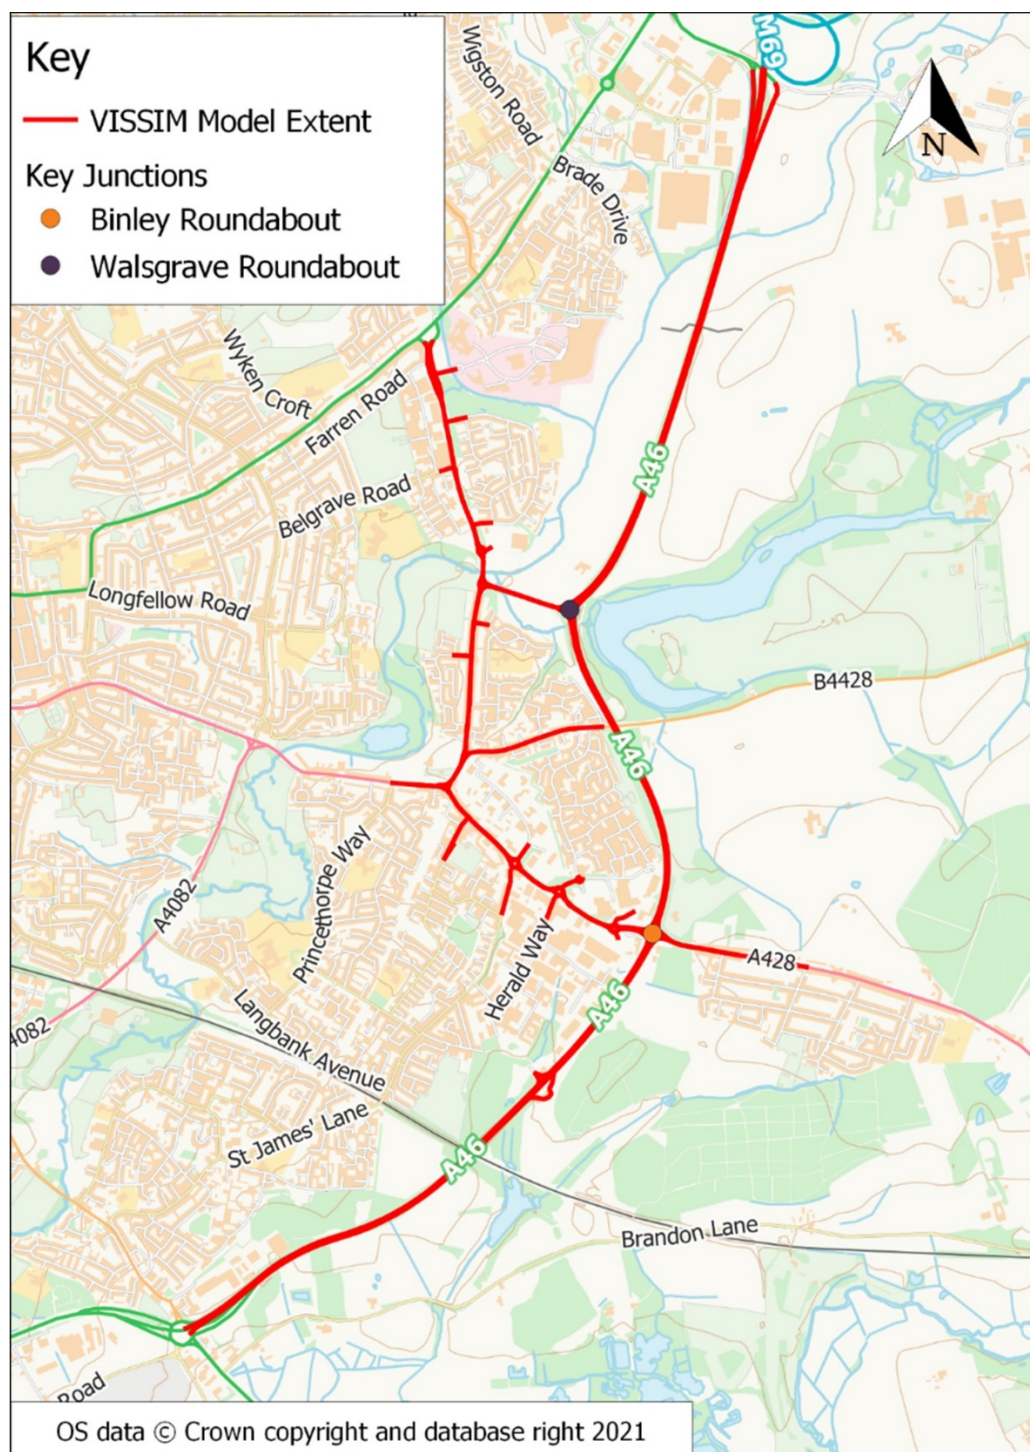 Key
VISSIM Model Extent
Key Junctions
Binley Roundabout
Walsgrave Roundabout
Wigston Road
M69
N
Brade Drive
Wyken Croft
Farren Road
A46
Belgrave Road
Longfellow Road
B4428
A46
Princethorpe Way
A4082
Herald Way
A428
A46
Langbank Avenue
4082
St James' Lane
A46
Brandon Lane
Road
OS data © Crown copyright and database right 2021